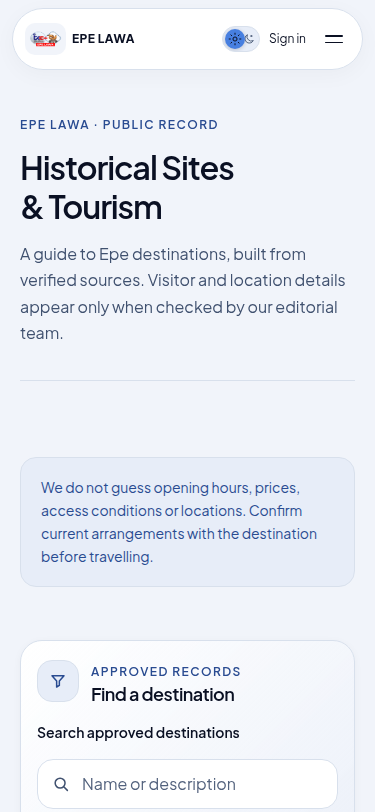 EPE LAWA
Sign in
EPE LAWA · PUBLIC RECORD
Historical Sites
& Tourism
A guide to Epe destinations, built from
verified sources. Visitor and location details
appear only when checked by our editorial
team.
We do not guess opening hours, prices,
access conditions or locations. Confirm
current arrangements with the destination
before travelling.
APPROVED RECORDS
Find a destination
Search approved destinations
Name or description